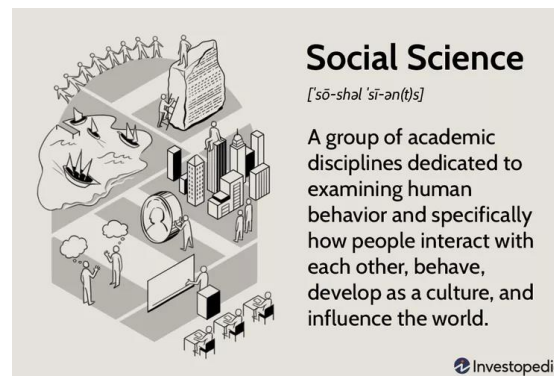 Social Science
['sō-shəl 'sī-ən(t)s]
A group of academic
disciplines dedicated to
examining human
behavior and specifically
how people interact with
each other, behave,
develop as a culture, and
influence the world.
Investopedi